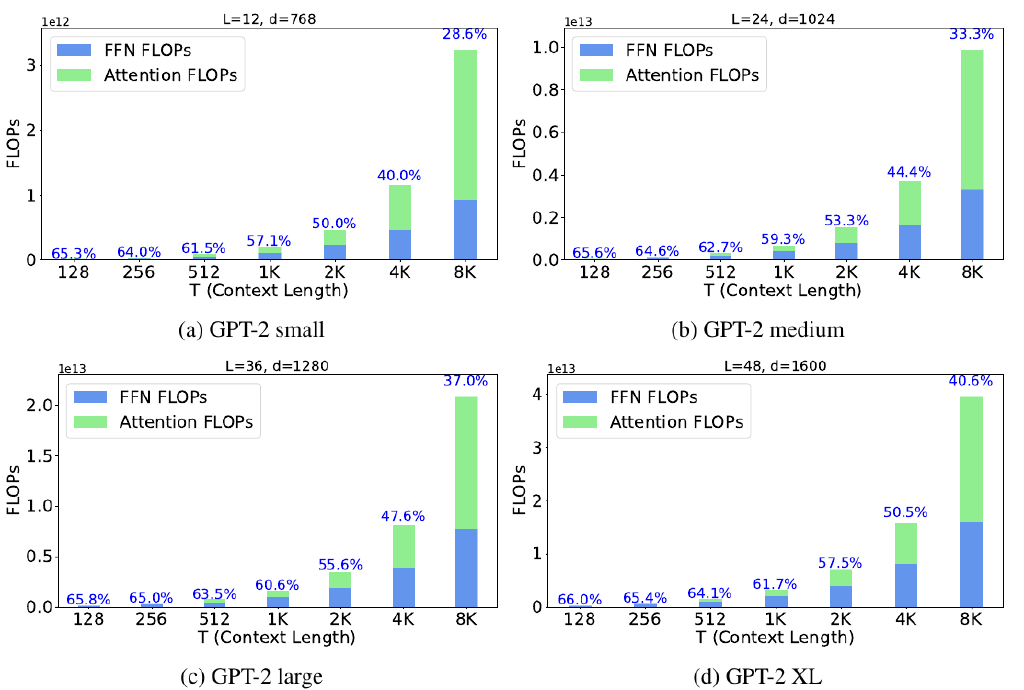 L=12, d=768
1e12
28.6%
FFN FLOPs
Attention FLOPs
3
2
1
0
FLOPs
40.0%
50.0%
57.1%
61.5%
64.0%
65.3%
128 256 512 1K 2K 4K 8K
T (Context Length)
(a) GPT-2 small
L=24, d=1024
1e13
33.3%
FFN FLOPs
Attention FLOPs
1.0
0.8
0.6
0.4
0.2
0.0
FLOPs
44.4%
53.3%
59.3%
62.7%
64.6%
65.6%
128 256 512 1K 2K 4K 8K
T (Context Length)
(b) GPT-2 medium
L=36, d=1280
1e13
37.0%
FFN FLOPs
Attention FLOPs
2.0
1.5
1.0
0.5
0.0
FLOPs
47.6%
55.6%
60.6%
63.5%
65.0%
65.8%
128 256 512 1K 2K 4K 8K
T (Context Length)
(c) GPT-2 large
L=48, d=1600
1e13
40.6%
FFN FLOPs
Attention FLOPs
4
3
2
1
0
FLOPs
50.5%
57.5%
61.7%
64.1%
65.4%
66.0%
128 256 512 1K 2K 4K 8K
T (Context Length)
(d) GPT-2 XL